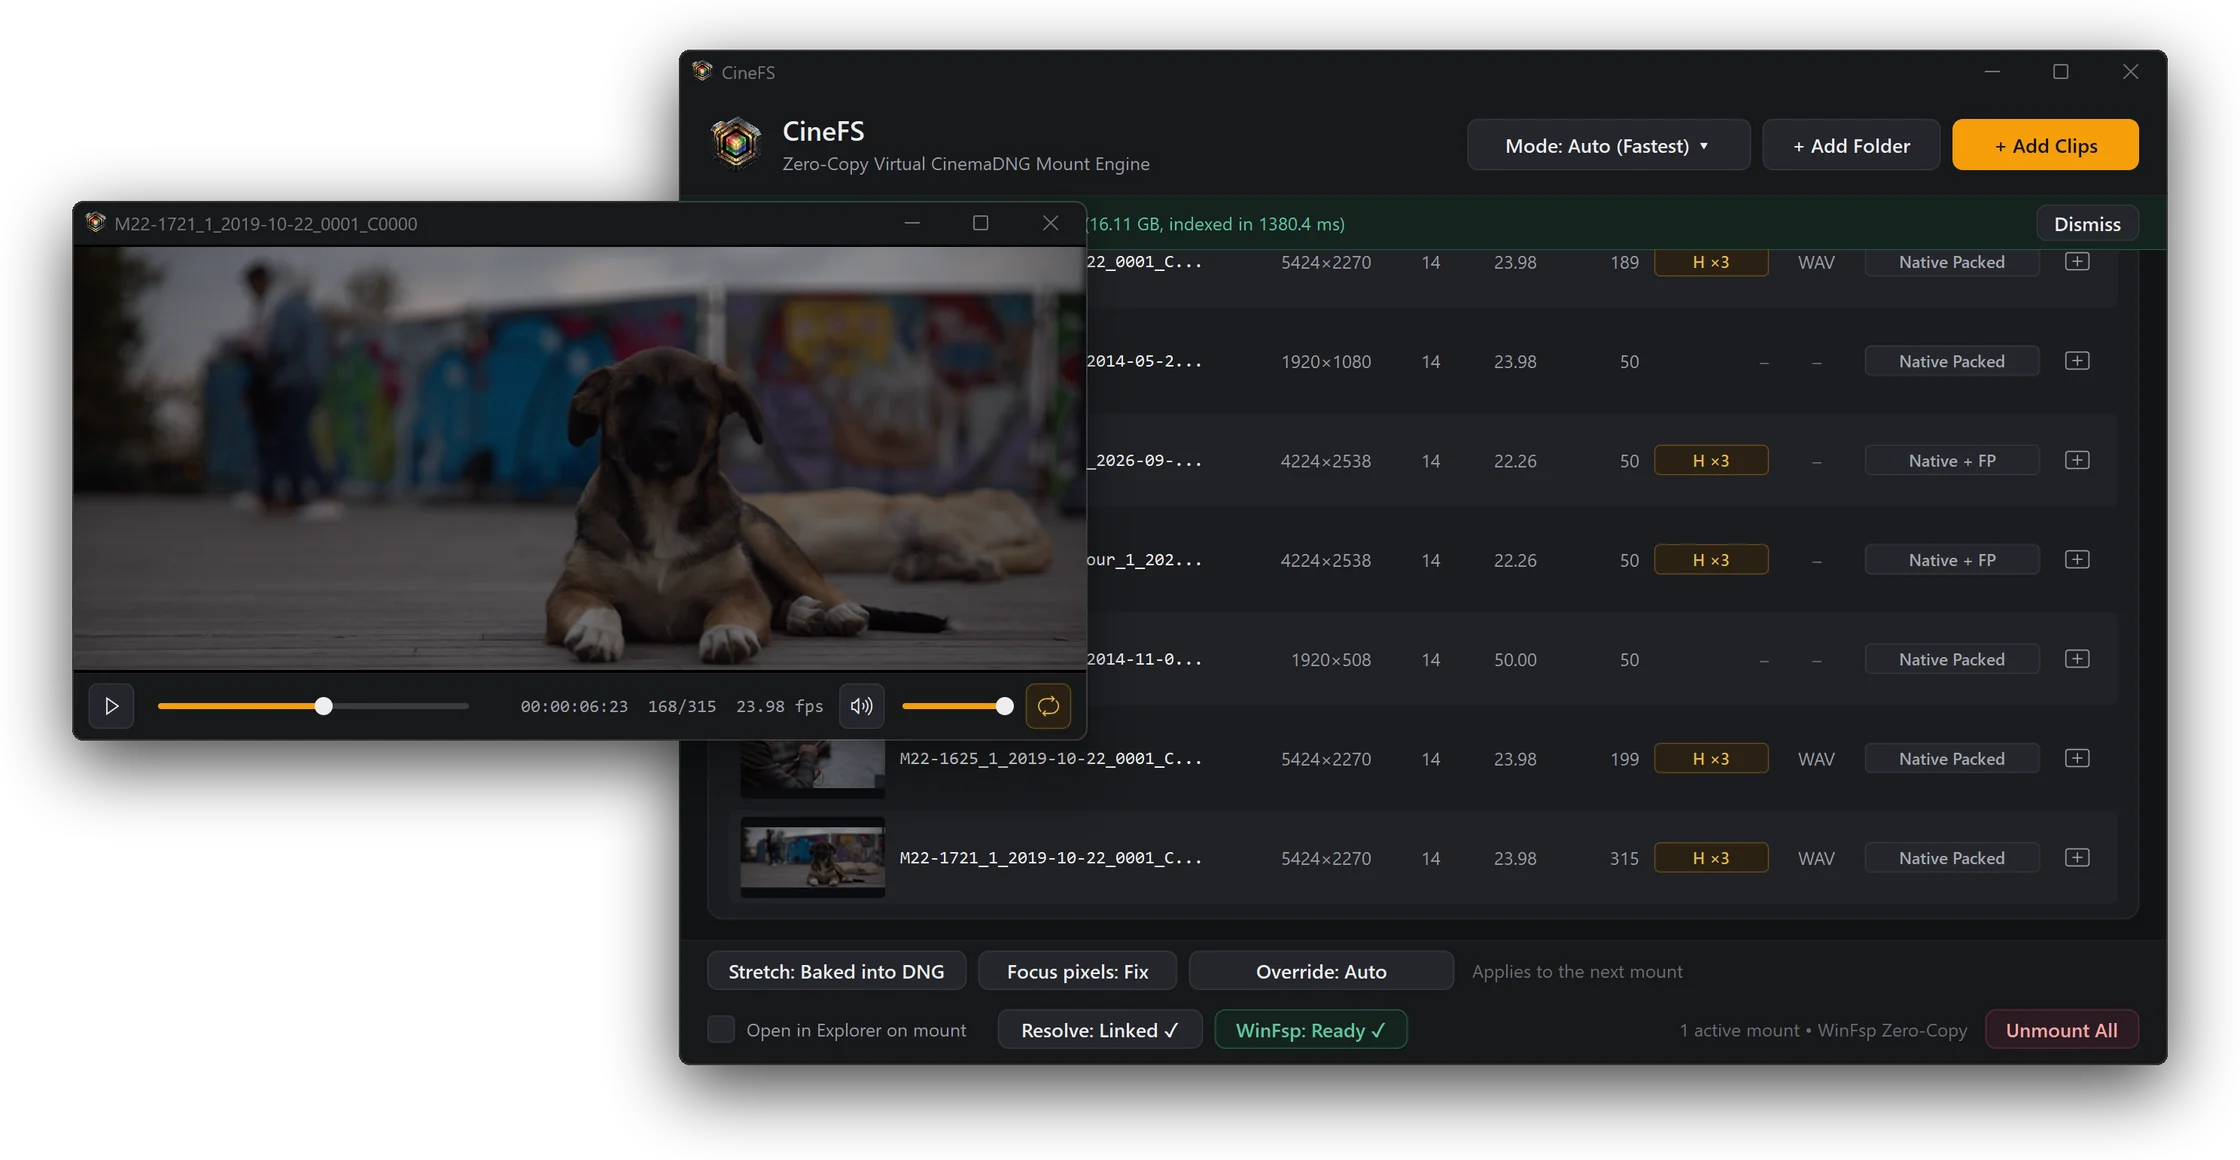 CineFS
CineFS
Zero-Copy Virtual CinemaDNG Mount Engine
Mode: Auto (Fastest) ▾
+ Add Folder
+ Add Clips
(16.11 GB, indexed in 1380.4 ms)
Dismiss
M22-1721_1_2019-10-22_0001_C0000
22_0001_C... 5424×2270 14 23.98 189 H ×3 WAV Native Packed
2014-05-2... 1920×1080 14 23.98 50 – – Native Packed
_2026-09-... 4224×2538 14 22.26 50 H ×3 – Native + FP
our_1_202... 4224×2538 14 22.26 50 H ×3 – Native + FP
2014-11-0... 1920×508 14 50.00 50 – – Native Packed
00:00:06:23 168/315 23.98 fps
M22-1625_1_2019-10-22_0001_C... 5424×2270 14 23.98 199 H ×3 WAV Native Packed
M22-1721_1_2019-10-22_0001_C... 5424×2270 14 23.98 315 H ×3 WAV Native Packed
Stretch: Baked into DNG
Focus pixels: Fix
Override: Auto
Applies to the next mount
Open in Explorer on mount
Resolve: Linked ✓
WinFsp: Ready ✓
1 active mount • WinFsp Zero-Copy
Unmount All